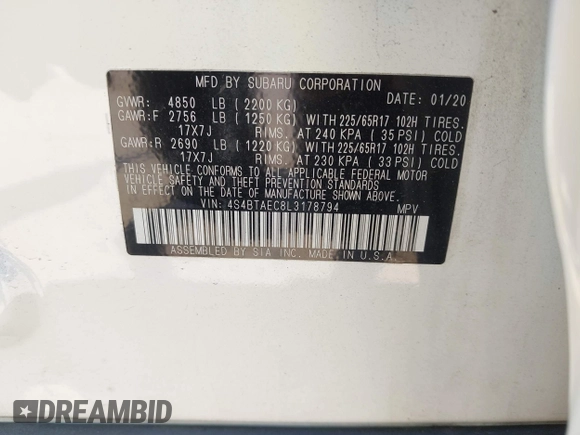 MFD BY SUBARU CORPORATION
GVWR: 4850 LB (2200 KG) DATE: 01/20
GAWR:F 2756 LB (1250 KG) WITH 225/65R17 102H TIRES.
17X7J RIMS. AT 240 KPA (35 PSI) COLD
GAWR:R 2690 LB (1220 KG) WITH 225/65R17 102H TIRES.
17X7J RIMS. AT 230 KPA (33 PSI) COLD
THIS VEHICLE CONFORMS TO ALL APPLICABLE FEDERAL MOTOR
VEHICLE SAFETY AND THEFT PREVENTION STANDARDS
IN EFFECT ON THE DATE OF MANUFACTURE SHOWN ABOVE.
VIN: 4S4BTAEC8L3178794 MPV
ASSEMBLED BY SIA INC. MADE IN U.S.A.
DREAMBID